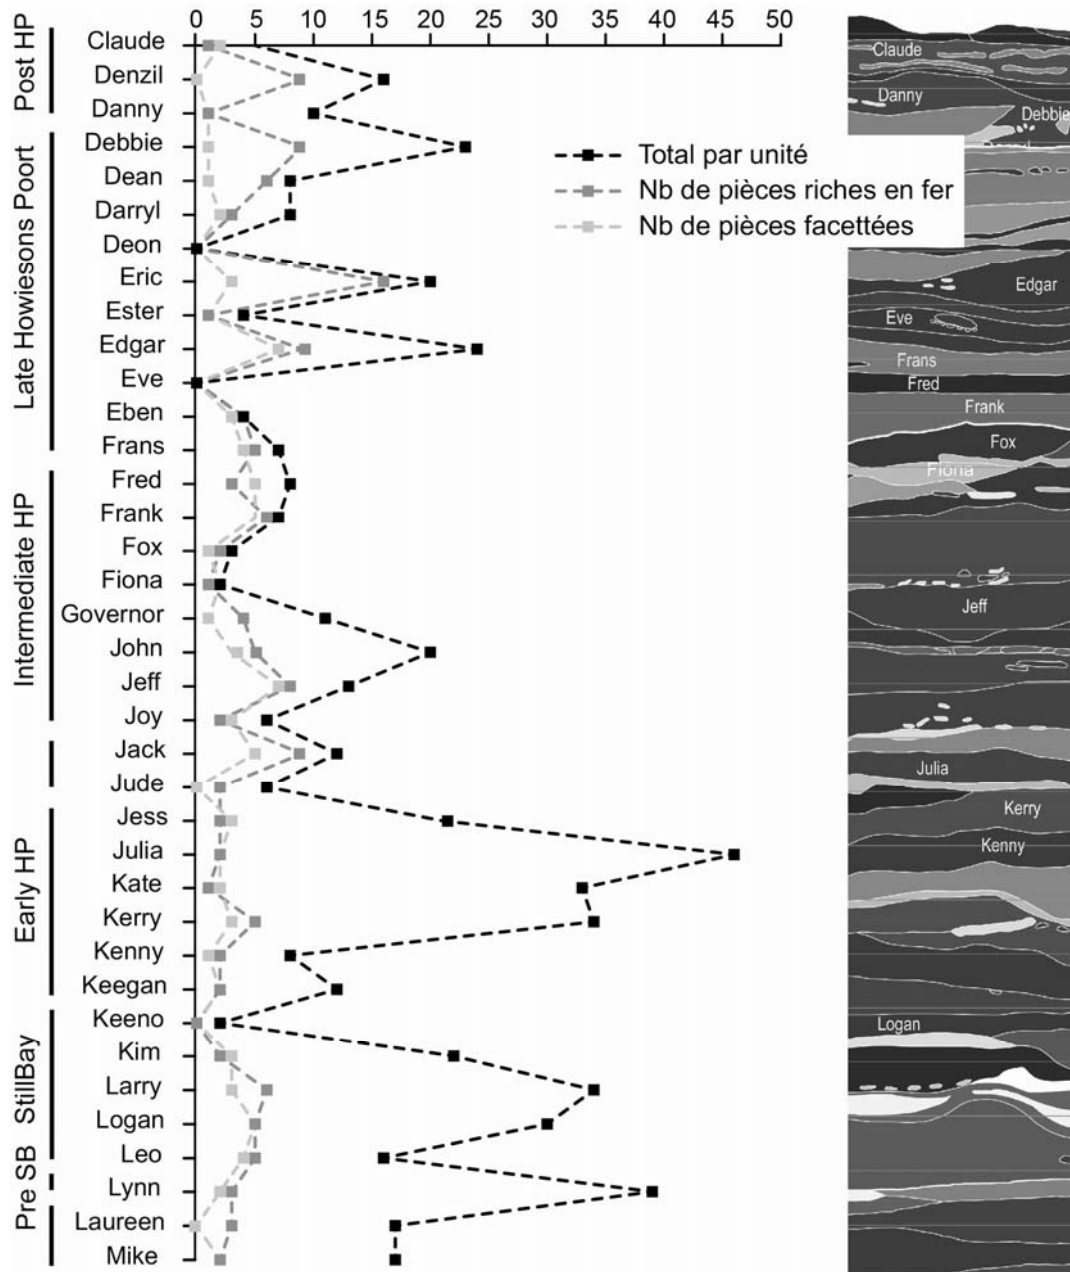 0 5 10 15 20 25 30 35 40 45 50
Post HP
Late Howiesons Poort
Intermediate HP
Early HP
StillBay
Pre SB
Claude
Denzil
Danny
Debbie
Dean
Darryl
Deon
Eric
Ester
Edgar
Eve
Eben
Frans
Fred
Frank
Fox
Fiona
Governor
John
Jeff
Joy
Jack
Jude
Jess
Julia
Kate
Kerry
Kenny
Keegan
Keeno
Kim
Larry
Logan
Leo
Lynn
Laureen
Mike
Total par unité
Nb de pièces riches en fer
Nb de pièces facettées
Claude
Danny
Debbie
Edgar
Eve
Frans
Fred
Frank
Fox
Fiona
Jeff
Julia
Kerry
Kenny
Logan